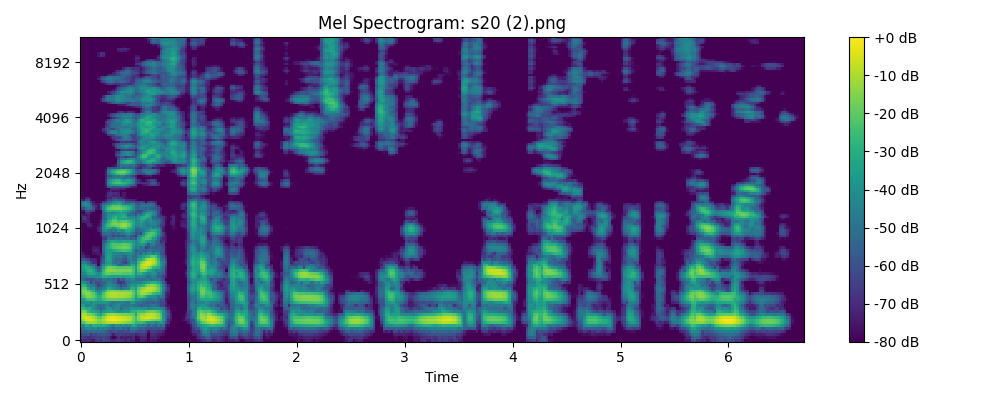 Mel Spectrogram: s20 (2).png
Hz
8192
4096
2048
1024
512
0
0 1 2 3 4 5 6
Time
+0 dB
-10 dB
-20 dB
-30 dB
-40 dB
-50 dB
-60 dB
-70 dB
-80 dB